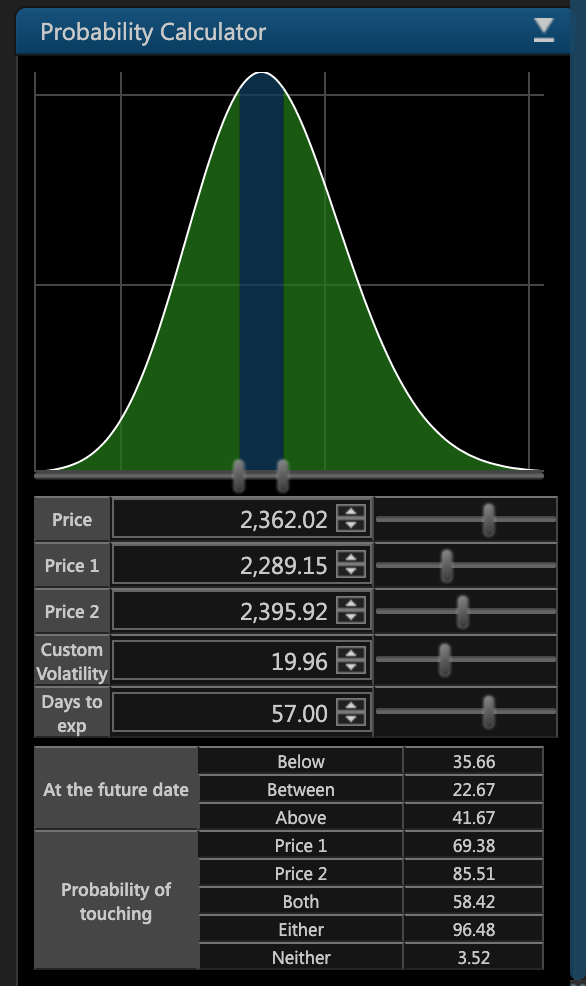 Probability Calculator
Price 2,362.02
Price 1 2,289.15
Price 2 2,395.92
Custom
Volatility 19.96
Days to
exp 57.00
At the future date
Below 35.66
Between 22.67
Above 41.67
Probability of
touching
Price 1 69.38
Price 2 85.51
Both 58.42
Either 96.48
Neither 3.52